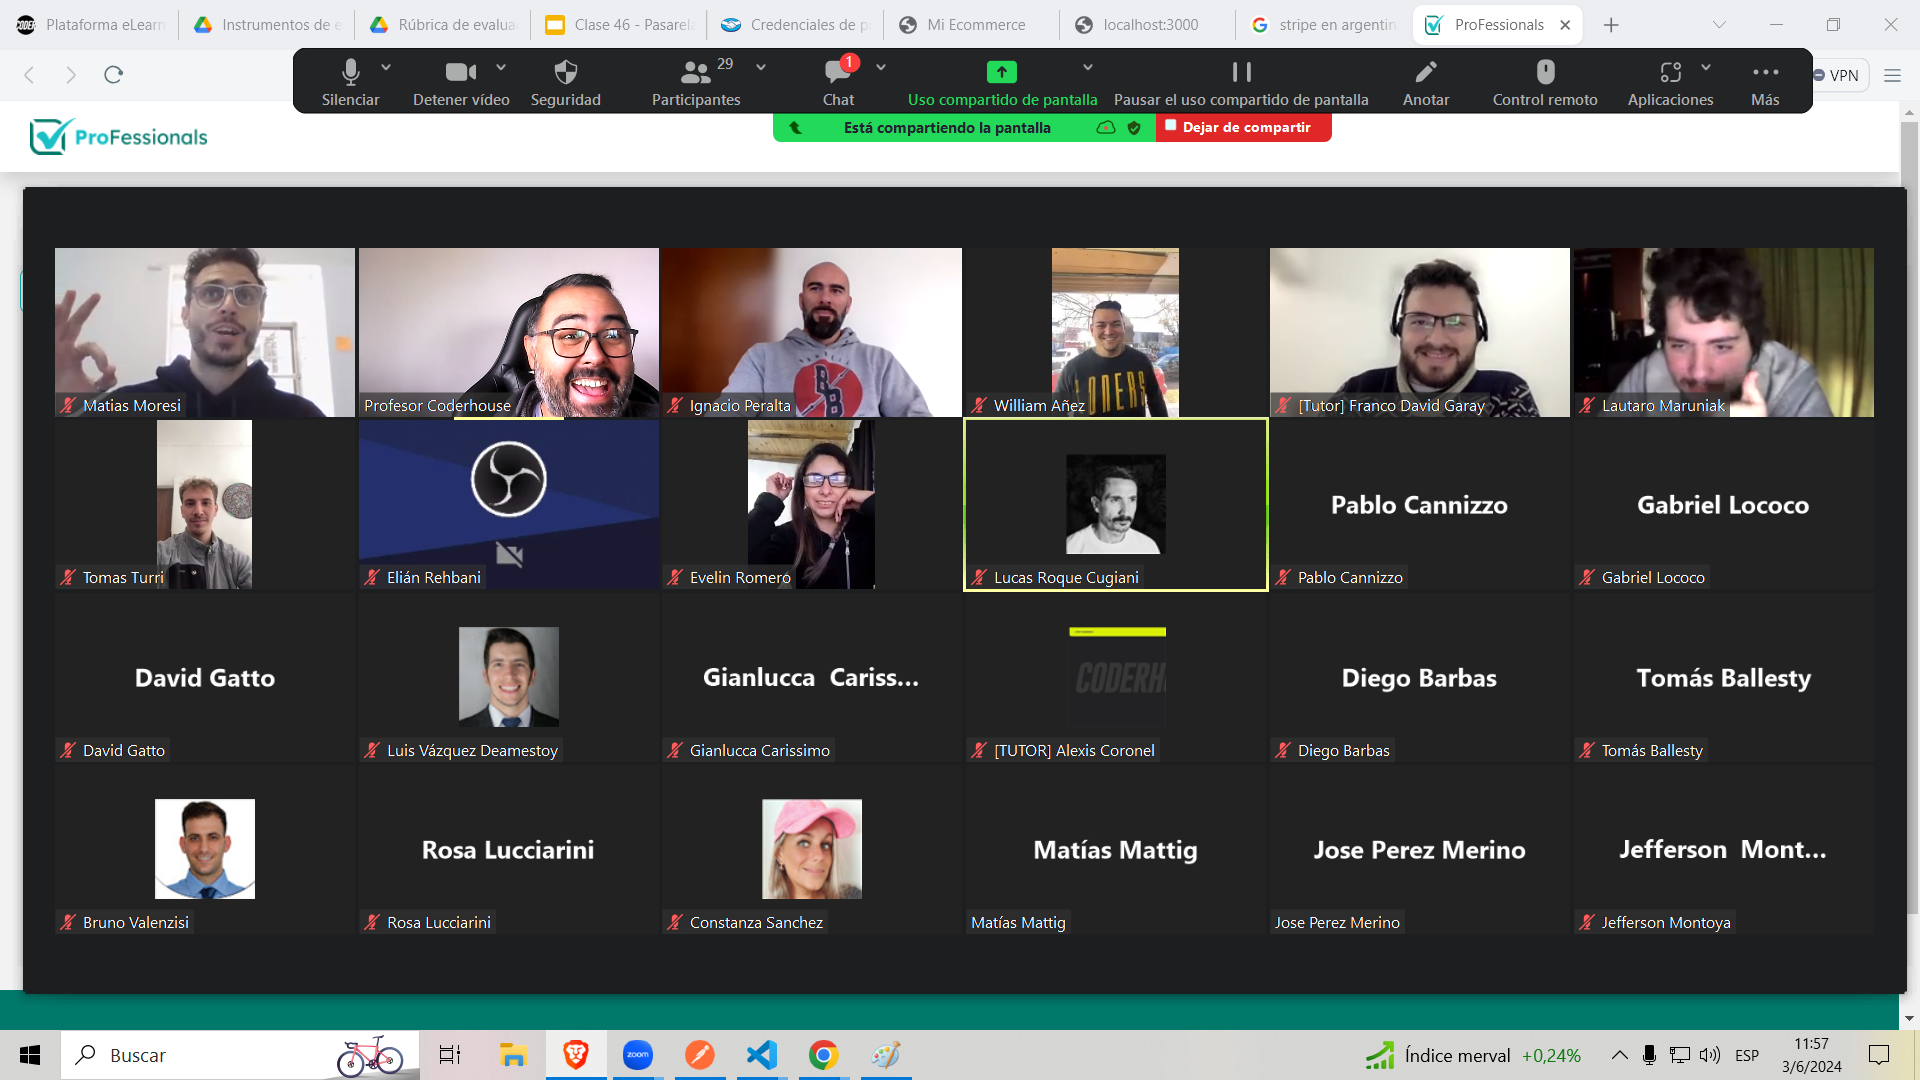 Plataforma eLearn
Instrumentos de e
Rúbrica de evalua
Clase 46 - Pasarela
Credenciales de p
Mi Ecommerce
localhost:3000
stripe en argentin
ProFessionals
VPN
Silenciar
Detener vídeo
Seguridad
29
Participantes
1
Chat
Uso compartido de pantalla
Pausar el uso compartido de pantalla
Anotar
Control remoto
Aplicaciones
Más
Está compartiendo la pantalla
Dejar de compartir
ProFessionals
Matias Moresi
Profesor Coderhouse
Ignacio Peralta
William Añez
[Tutor] Franco David Garay
Lautaro Maruniak
Tomas Turri
Elián Rehbani
Evelin Romero
Lucas Roque Cugiani
Pablo Cannizzo
Pablo Cannizzo
Gabriel Lococo
Gabriel Lococo
David Gatto
David Gatto
Luis Vázquez Deamestoy
Gianlucca Cariss...
Gianlucca Carissimo
CODERH
[TUTOR] Alexis Coronel
Diego Barbas
Diego Barbas
Tomás Ballesty
Tomás Ballesty
Bruno Valenzisi
Rosa Lucciarini
Rosa Lucciarini
Constanza Sanchez
Matías Mattig
Matías Mattig
Jose Perez Merino
Jose Perez Merino
Jefferson Mont...
Jefferson Montoya
Buscar
zoom
Índice merval +0,24%
ESP
11:57
3/6/2024